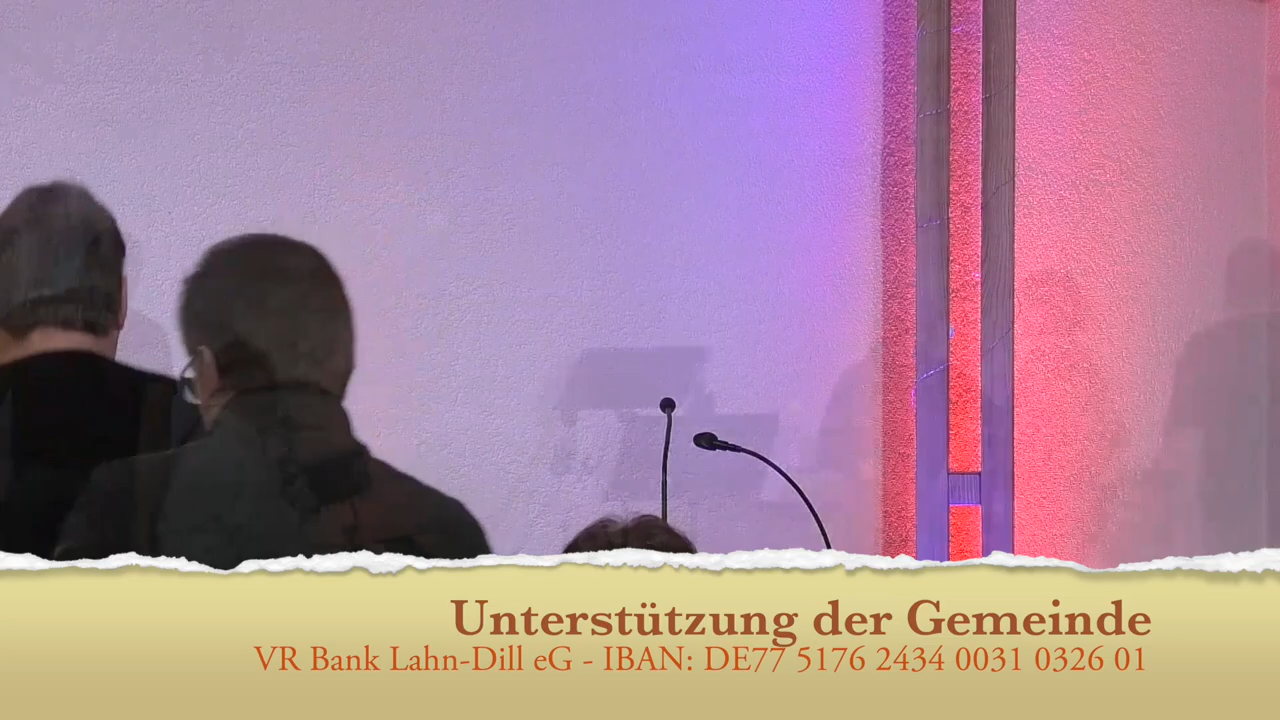 Unterstützung der Gemeinde
VR Bank Lahn-Dill eG - IBAN: DE77 5176 2434 0031 0326 01